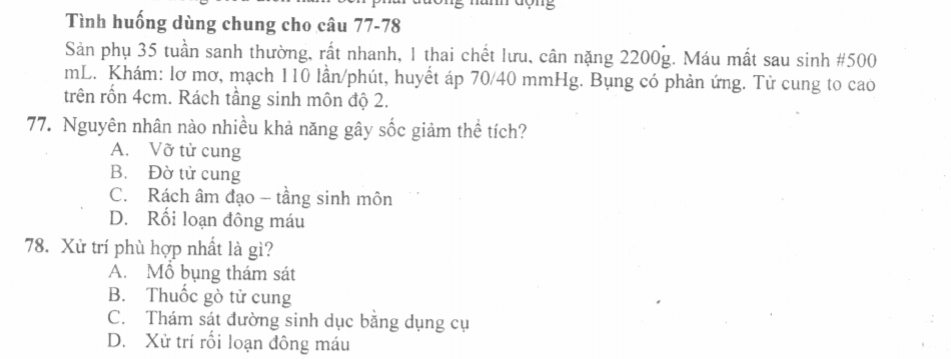 Tình huống dùng chung cho câu 77-78
Sản phụ 35 tuần sanh thường, rất nhanh, 1 thai chết lưu, cân nặng 2200g. Máu mất sau sinh #500
mL. Khám: lơ mơ, mạch 110 lần/phút, huyết áp 70/40 mmHg. Bụng có phản ứng. Tử cung to cao
trên rốn 4cm. Rách tầng sinh môn độ 2.
77. Nguyên nhân nào nhiều khả năng gây sốc giảm thể tích?
A. Vỡ tử cung
B. Đờ tử cung
C. Rách âm đạo – tầng sinh môn
D. Rối loạn đông máu
78. Xử trí phù hợp nhất là gì?
A. Mổ bụng thám sát
B. Thuốc gò tử cung
C. Thám sát đường sinh dục bằng dụng cụ
D. Xử trí rối loạn đông máu